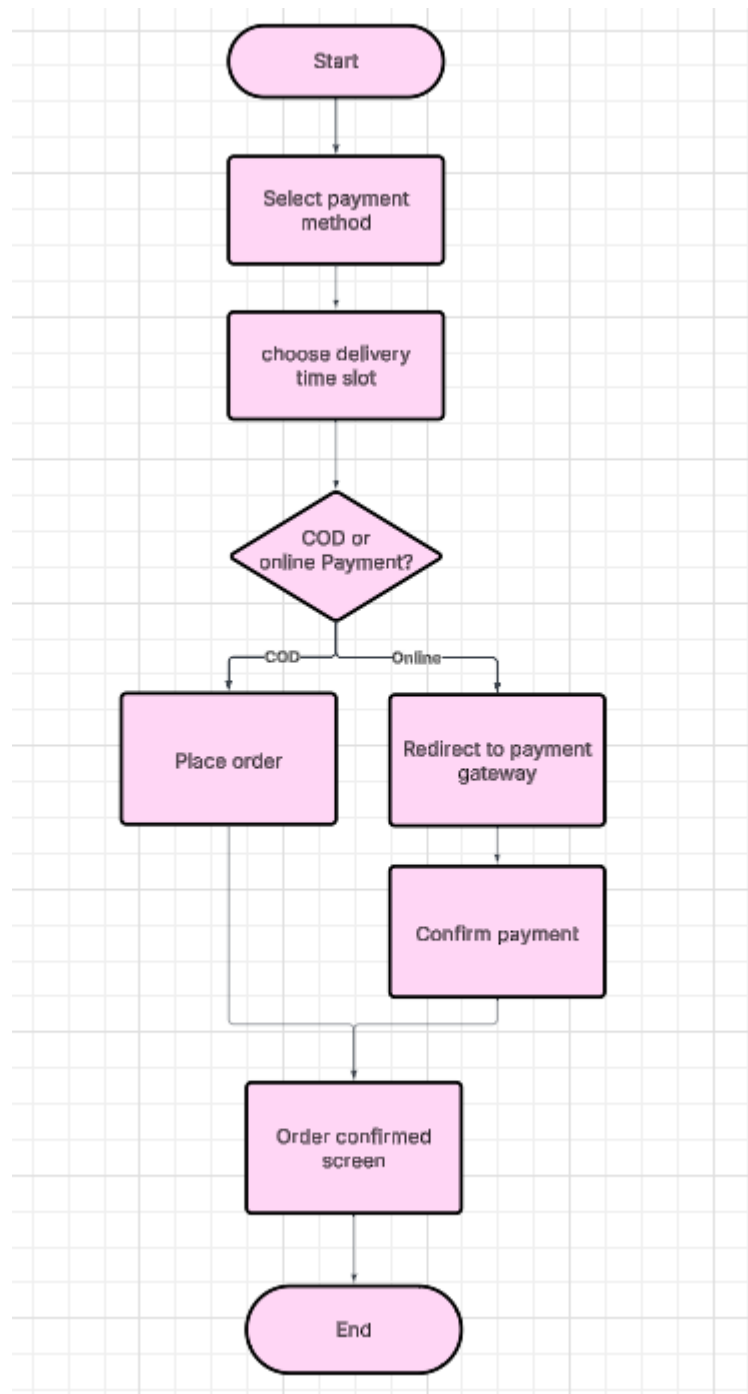 Start
Select payment
method
choose delivery
time slot
COD or
online Payment?
COD
Online
Place order
Redirect to payment
gateway
Confirm payment
Order confirmed
screen
End